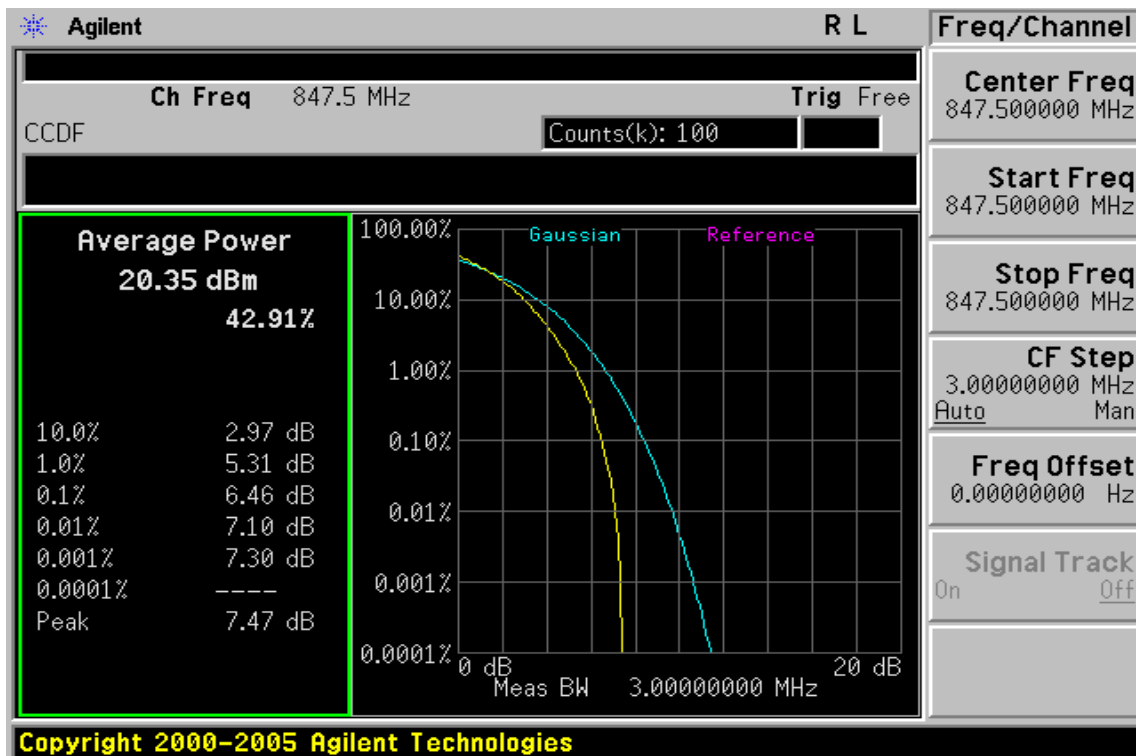 Agilent R L
Ch Freq 847.5 MHz Trig Free
CCDF Counts(k): 100
Average Power
20.35 dBm
42.91%
10.0% 2.97 dB
1.0% 5.31 dB
0.1% 6.46 dB
0.01% 7.10 dB
0.001% 7.30 dB
0.0001% ----
Peak 7.47 dB
Gaussian Reference
100.00%
10.00%
1.00%
0.10%
0.01%
0.001%
0.0001%
0 dB 20 dB
Meas BW 3.00000000 MHz
Freq/Channel
Center Freq
847.500000 MHz
Start Freq
847.500000 MHz
Stop Freq
847.500000 MHz
CF Step
3.00000000 MHz
Auto Man
Freq Offset
0.00000000 Hz
Signal Track
On Off
Copyright 2000-2005 Agilent Technologies